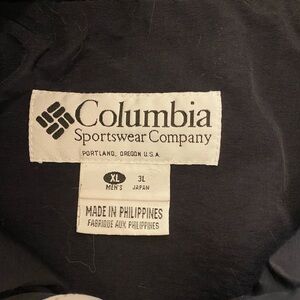 Columbia
Sportswear Company
PORTLAND, OREGON U.S.A.
XL 3L
MEN'S JAPAN
MADE IN PHILIPPINES
FABRIQUE AUX PHILIPPINES